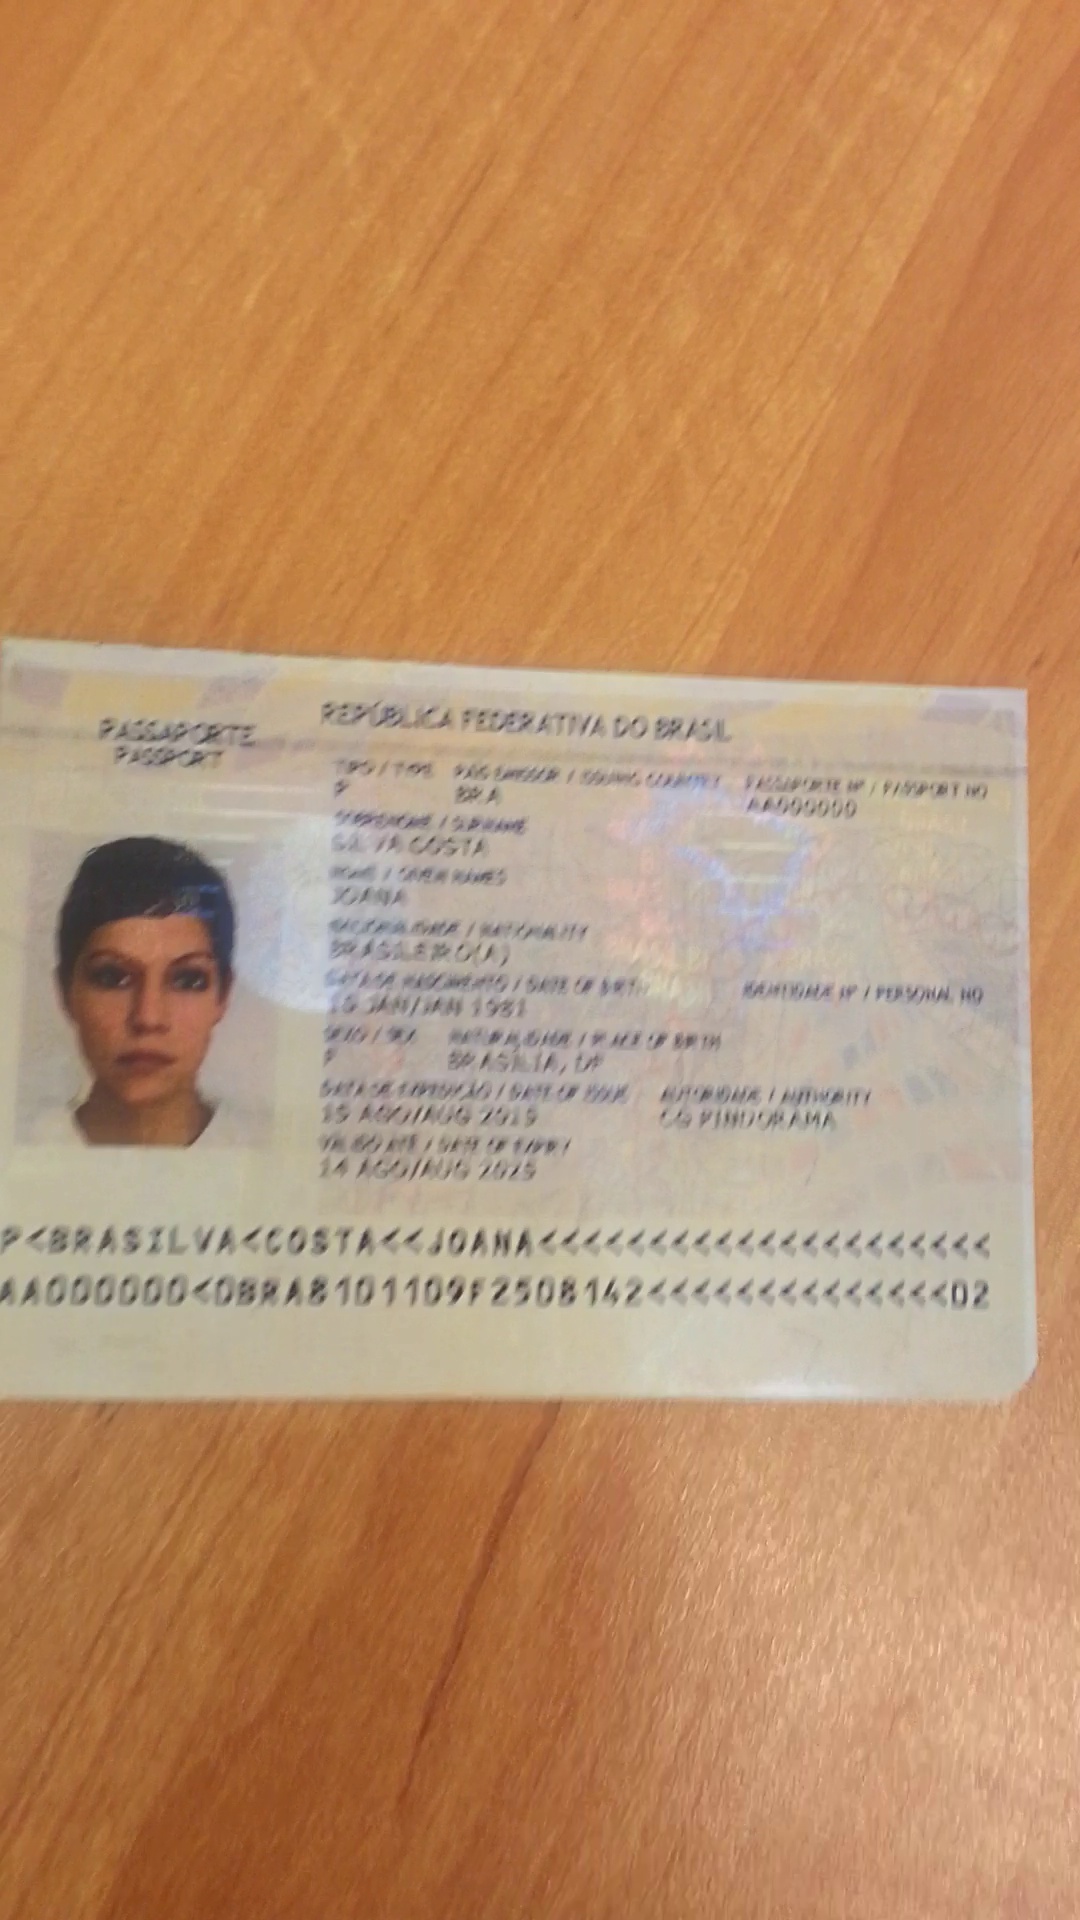 PASSAPORTE
PASSPORT
REPÚBLICA FEDERATIVA DO BRASIL
TIPO / TYPE PAÍS EMISSOR / ISSUING COUNTRY PASSAPORTE Nº / PASSPORT NO
P BRA AA000000
SOBRENOME / SURNAME
SILVA COSTA
NOME / GIVEN NAMES
JOANA
NACIONALIDADE / NATIONALITY
BRASILEIRO(A)
DATA DE NASCIMENTO / DATE OF BIRTH IDENTIDADE Nº / PERSONAL NO
10 JAN/JAN 1981
SEXO / SEX NATURALIDADE / PLACE OF BIRTH
F BRASÍLIA, DF
DATA DE EXPEDIÇÃO / DATE OF ISSUE AUTORIDADE / AUTHORITY
15 AGO/AUG 2015 CG PINDORAMA
VÁLIDO ATÉ / DATE OF EXPIRY
14 AGO/AUG 2025
P<BRASILVA<COSTA<<JOANA<<<<<<<<<<<<<<<<<<<<<
AA000000<0BRA8101109F2508142<<<<<<<<<<<<<<02